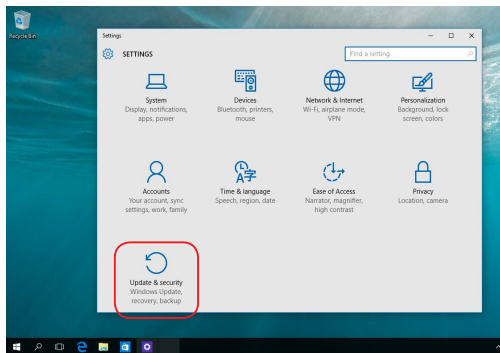 Recycle Bin
Settings
SETTINGS
Find a setting
System
Display, notifications,
apps, power
Devices
Bluetooth, printers,
mouse
Network & Internet
Wi-Fi, airplane mode,
VPN
Personalization
Background, lock
screen, colors
Accounts
Your account, sync
settings, work, family
Time & language
Speech, region, date
Ease of Access
Narrator, magnifier,
high contrast
Privacy
Location, camera
Update & security
Windows Update,
recovery, backup